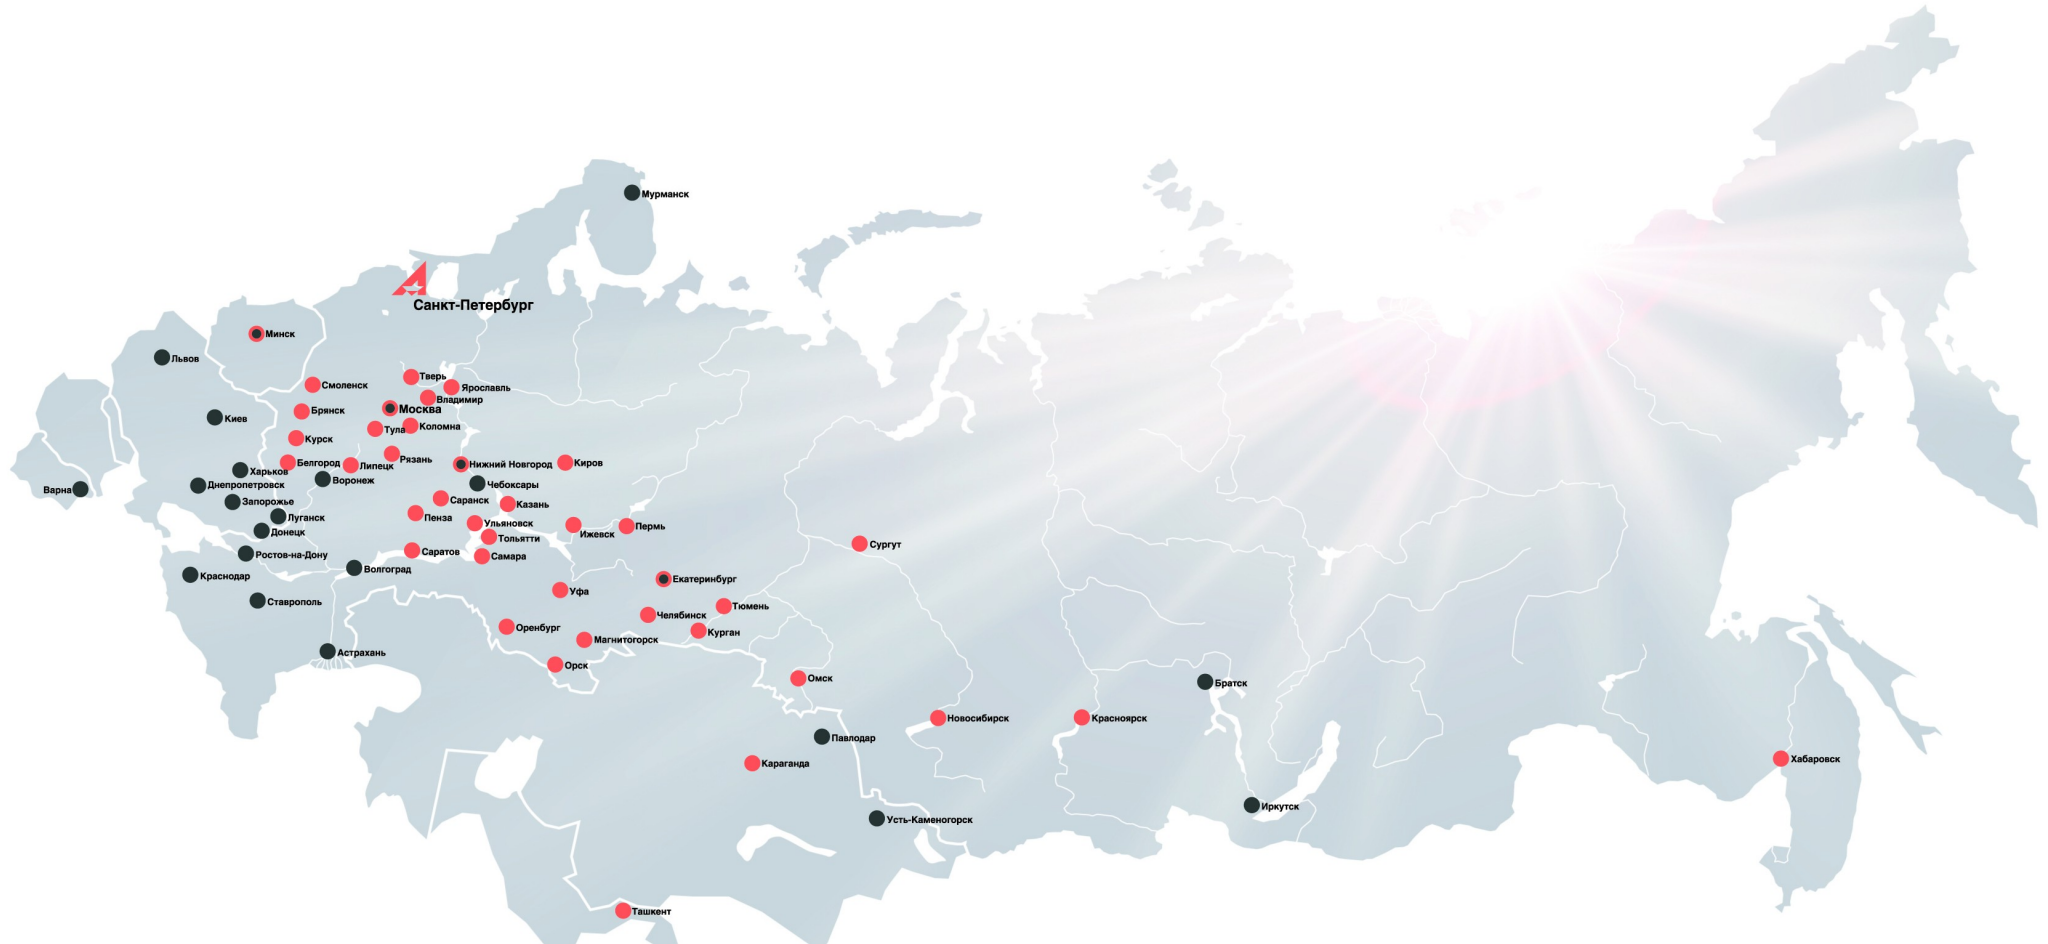 Мурманск
Санкт-Петербург
Минск
Львов
Тверь
Смоленск
Ярославль
Владимир
Москва
Брянск
Киев
Коломна
Тула
Курск
Рязань
Белгород
Липецк
Нижний Новгород
Киров
Харьков
Воронеж
Чебоксары
Днепропетровск
Варна
Запорожье
Саранск
Казань
Луганск
Пенза
Ульяновск
Пермь
Донецк
Ижевск
Тольятти
Сургут
Ростов-на-Дону
Саратов
Самара
Волгоград
Краснодар
Екатеринбург
Уфа
Ставрополь
Тюмень
Челябинск
Оренбург
Курган
Магнитогорск
Астрахань
Орск
Омск
Братск
Новосибирск
Красноярск
Павлодар
Хабаровск
Караганда
Иркутск
Усть-Каменогорск
Ташкент